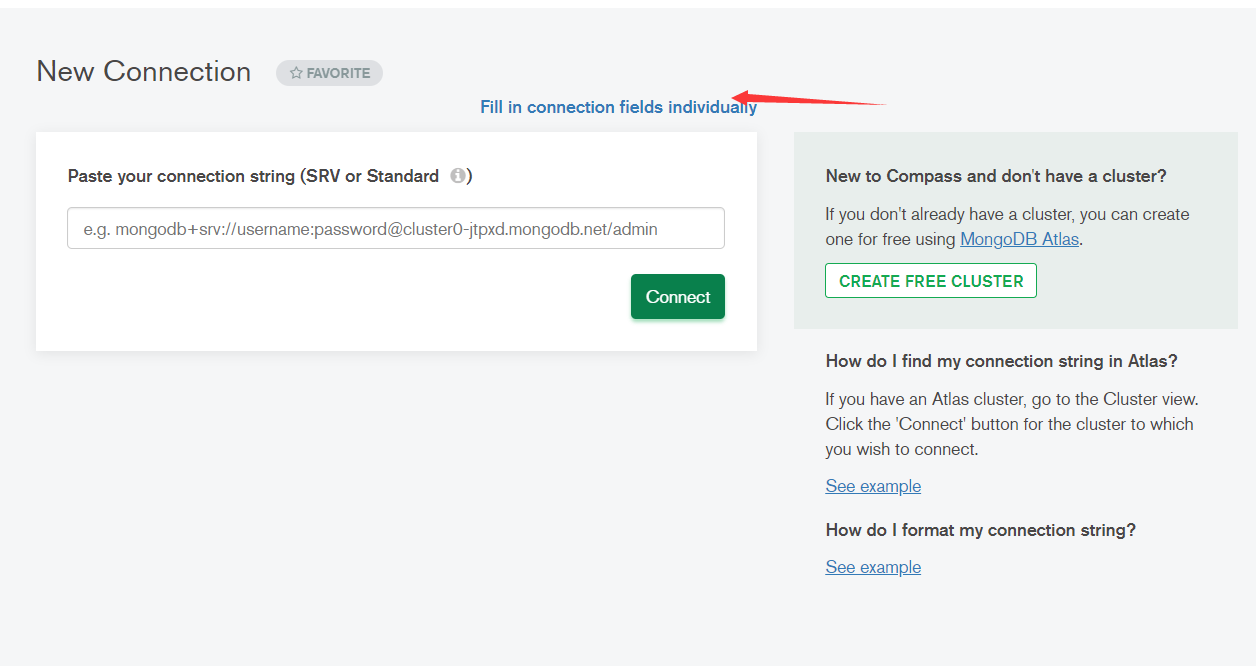 New Connection
FAVORITE
Fill in connection fields individually
Paste your connection string (SRV or Standard )
e.g. mongodb+srv://username:password@cluster0-jtpxd.mongodb.net/admin
Connect
New to Compass and don't have a cluster?
If you don't already have a cluster, you can create
one for free using MongoDB Atlas.
CREATE FREE CLUSTER
How do I find my connection string in Atlas?
If you have an Atlas cluster, go to the Cluster view.
Click the 'Connect' button for the cluster to which
you wish to connect.
See example
How do I format my connection string?
See example